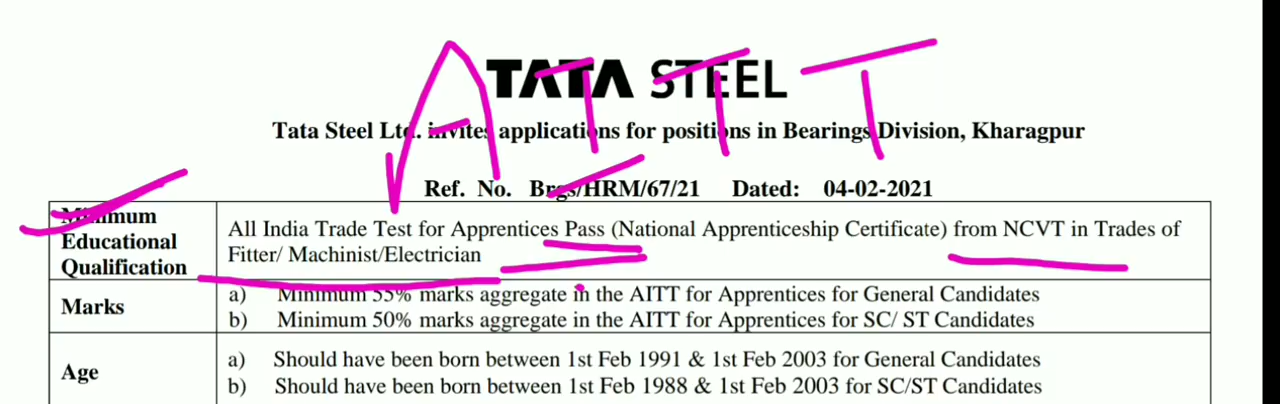 TATA STEEL
A T T T
Tata Steel Ltd. invites applications for positions in Bearings Division, Kharagpur
Ref. No. Brgs/HRM/67/21 Dated: 04-02-2021
Minimum
Educational
Qualification
All India Trade Test for Apprentices Pass (National Apprenticeship Certificate) from NCVT in Trades of
Fitter/ Machinist/Electrician
Marks
a) Minimum 55% marks aggregate in the AITT for Apprentices for General Candidates
b) Minimum 50% marks aggregate in the AITT for Apprentices for SC/ ST Candidates
Age
a) Should have been born between 1st Feb 1991 & 1st Feb 2003 for General Candidates
b) Should have been born between 1st Feb 1988 & 1st Feb 2003 for SC/ST Candidates